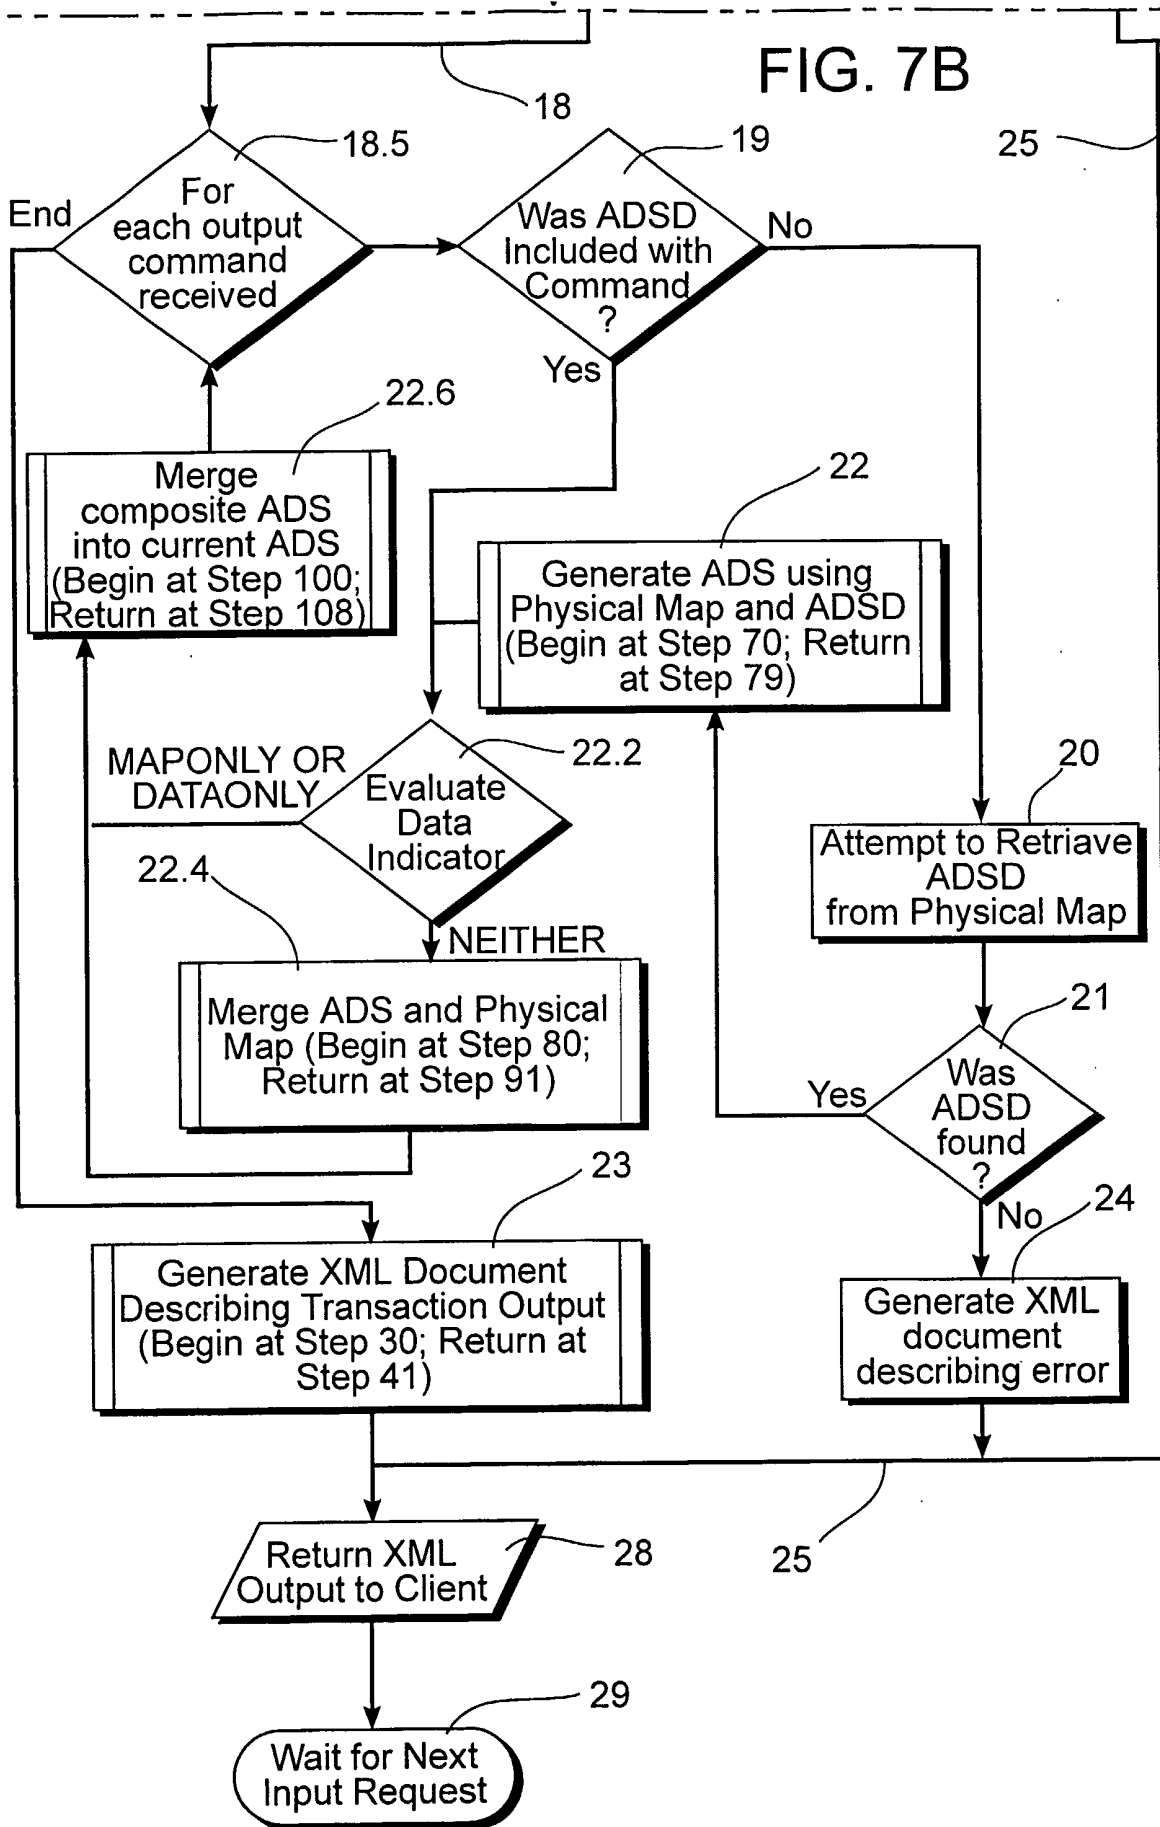 FIG. 7B
18
18.5
19
25
For
each output
command
received
End
Was ADSD
Included with
Command
?
No
Yes
22.6
Merge
composite ADS
into current ADS
(Begin at Step 100;
Return at Step 108)
22
Generate ADS using
Physical Map and ADSD
(Begin at Step 70; Return
at Step 79)
22.2
MAPONLY OR
DATAONLY
Evaluate
Data
Indicator
20
Attempt to Retriave
ADSD
from Physical Map
22.4
NEITHER
Merge ADS and Physical
Map (Begin at Step 80;
Return at Step 91)
21
Was
ADSD
found
?
Yes
No
23
Generate XML Document
Describing Transaction Output
(Begin at Step 30; Return at
Step 41)
24
Generate XML
document
describing error
25
Return XML
Output to Client
28
29
Wait for Next
Input Request